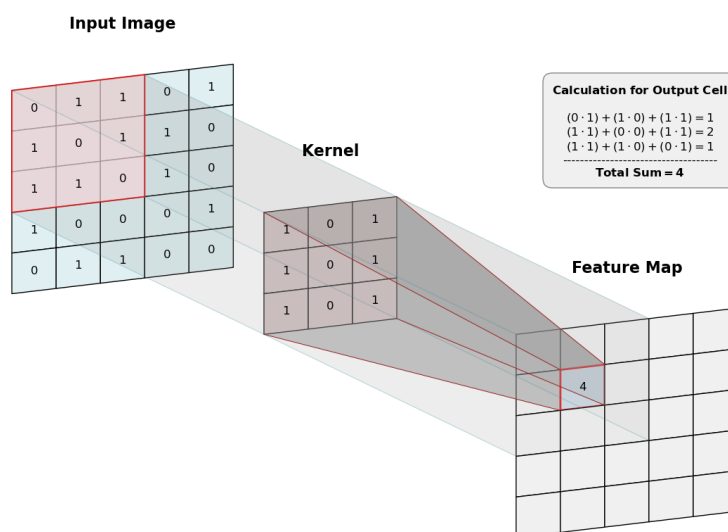 Input Image
0 1 1 0 1
1 0 1 1 0
1 1 0 1 0
1 0 0 0 1
0 1 1 0 0
Kernel
1 0 1
1 0 1
1 0 1
Calculation for Output Cell
(0 · 1) + (1 · 0) + (1 · 1) = 1
(1 · 1) + (0 · 0) + (1 · 1) = 2
(1 · 1) + (1 · 0) + (0 · 1) = 1
Total Sum = 4
Feature Map
4